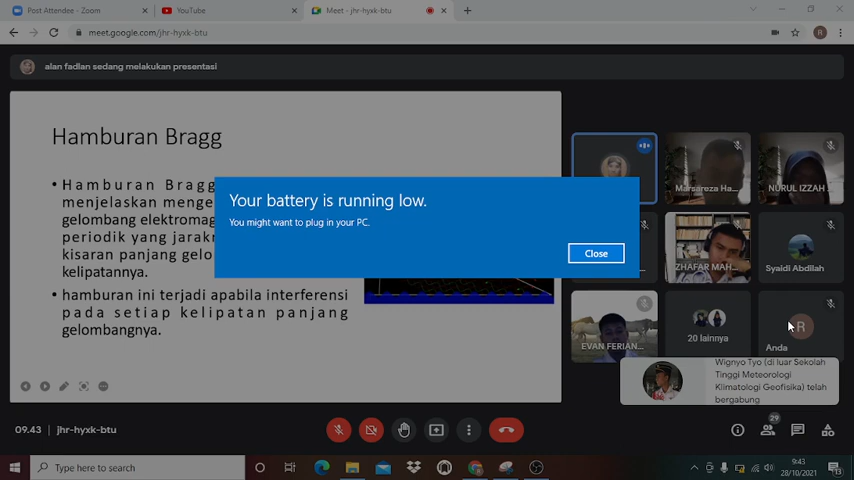 Post Attendee - Zoom
YouTube
Meet - jhr-hyxk-btu
meet.google.com/jhr-hyxk-btu
R
alan fadlan sedang melakukan presentasi
Hamburan Bragg
Hamburan Bragg
menjelaskan
gelombang
periodik yang
kisaran panjang
kelipatannya.
hamburan ini terjadi apabila interferensi
pada setiap kelipatan panjang
gelombangnya.
Your battery is running low.
You might want to plug in your PC.
Close
Marsareza Ha...
NURUL IZZAH ...
ZHAFAR MAH...
Syaidi Abdilah
EVAN FERIAN...
20 lainnya
R
Anda
Wignyo Tyo (di luar Sekolah
Tinggi Meteorologi
Klimatologi Geofisika) telah
bergabung
09.43
jhr-hyxk-btu
29
Type here to search
9:43
28/10/2021
13